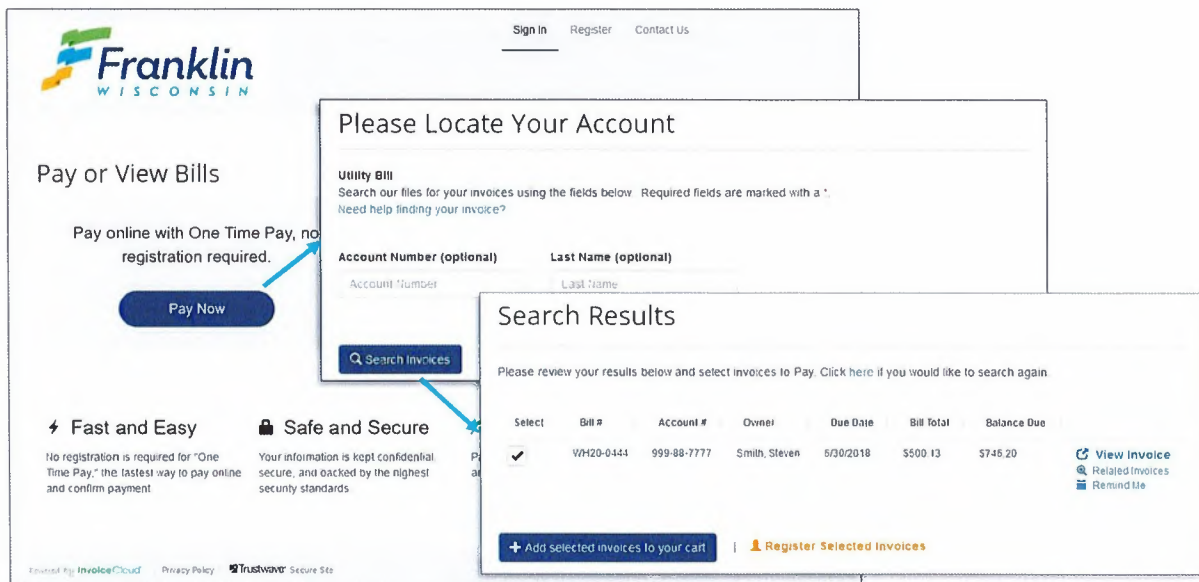 Sign In Register Contact Us
Franklin
WISCONSIN
Pay or View Bills
Pay online with One Time Pay, no
registration required.
Pay Now
Fast and Easy
No registration is required for "One
Time Pay," the fastest way to pay online
and confirm payment
Safe and Secure
Your information is kept confidential
secure, and backed by the highest
security standards
Powered by InvoiceCloud Privacy Policy Trustwave Secure Site
Please Locate Your Account
Utility Bill
Search our files for your invoices using the fields below Required fields are marked with a *.
Need help finding your invoice?
Account Number (optional) Last Name (optional)
Account Number Last Name
Search Invoices
Search Results
Please review your results below and select invoices to Pay. Click here if you would like to search again
Select Bill # Account # Owner Due Date Bill Total Balance Due
WH20-0444 999-88-7777 Smith, Steven 6/30/2018 $500.13 $746.20
View Invoice
Related Invoices
Remind Me
+ Add selected invoices to your cart | Register Selected Invoices